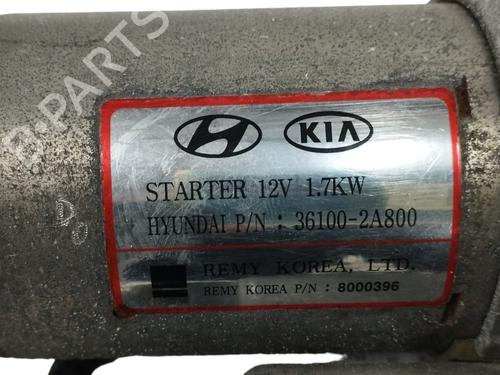 KIA
STARTER 12V 1.7KW
HYUNDAI P/N : 36100-2A800
REMY KOREA, LTD.
REMY KOREA P/N : 8000396
B-PARTS